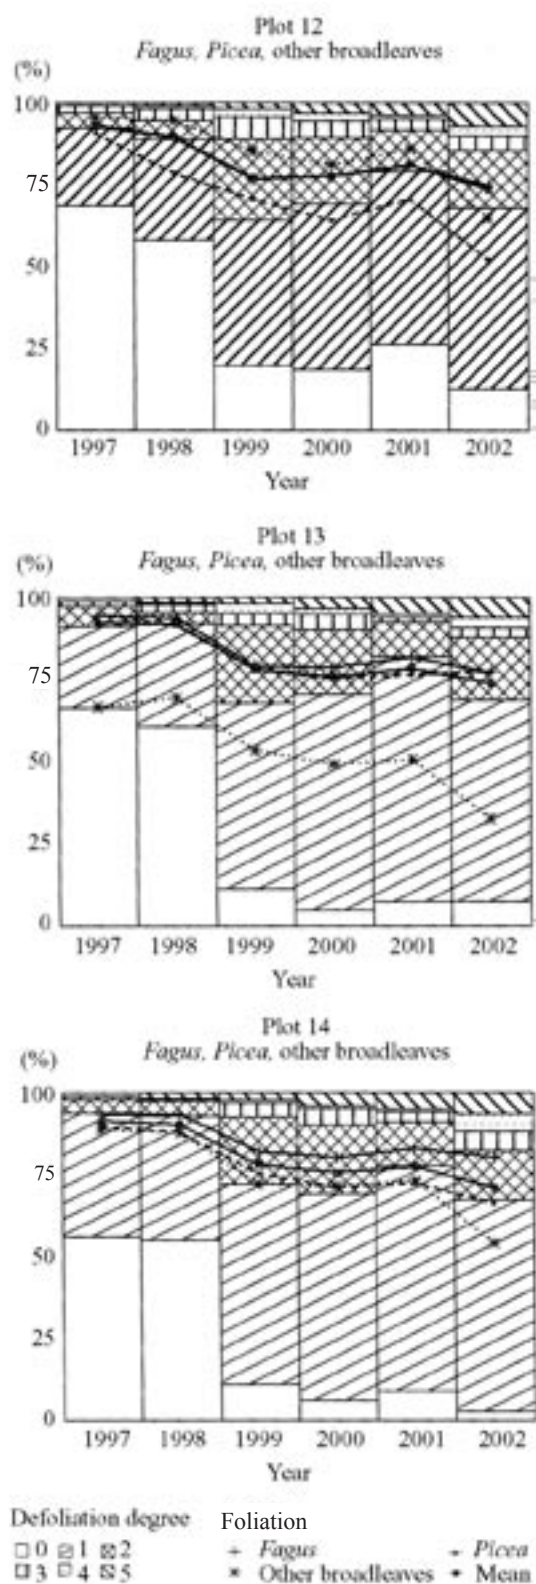 Plot 12
Fagus, Picea, other broadleaves
(%)
100
75
50
25
0
1997 1998 1999 2000 2001 2002
Year
Plot 13
Fagus, Picea, other broadleaves
(%)
100
75
50
25
0
1997 1998 1999 2000 2001 2002
Year
Plot 14
Fagus, Picea, other broadleaves
(%)
100
75
50
25
0
1997 1998 1999 2000 2001 2002
Year
Defoliation degree Foliation
0 1 2 Fagus Picea
3 4 5 Other broadleaves Mean